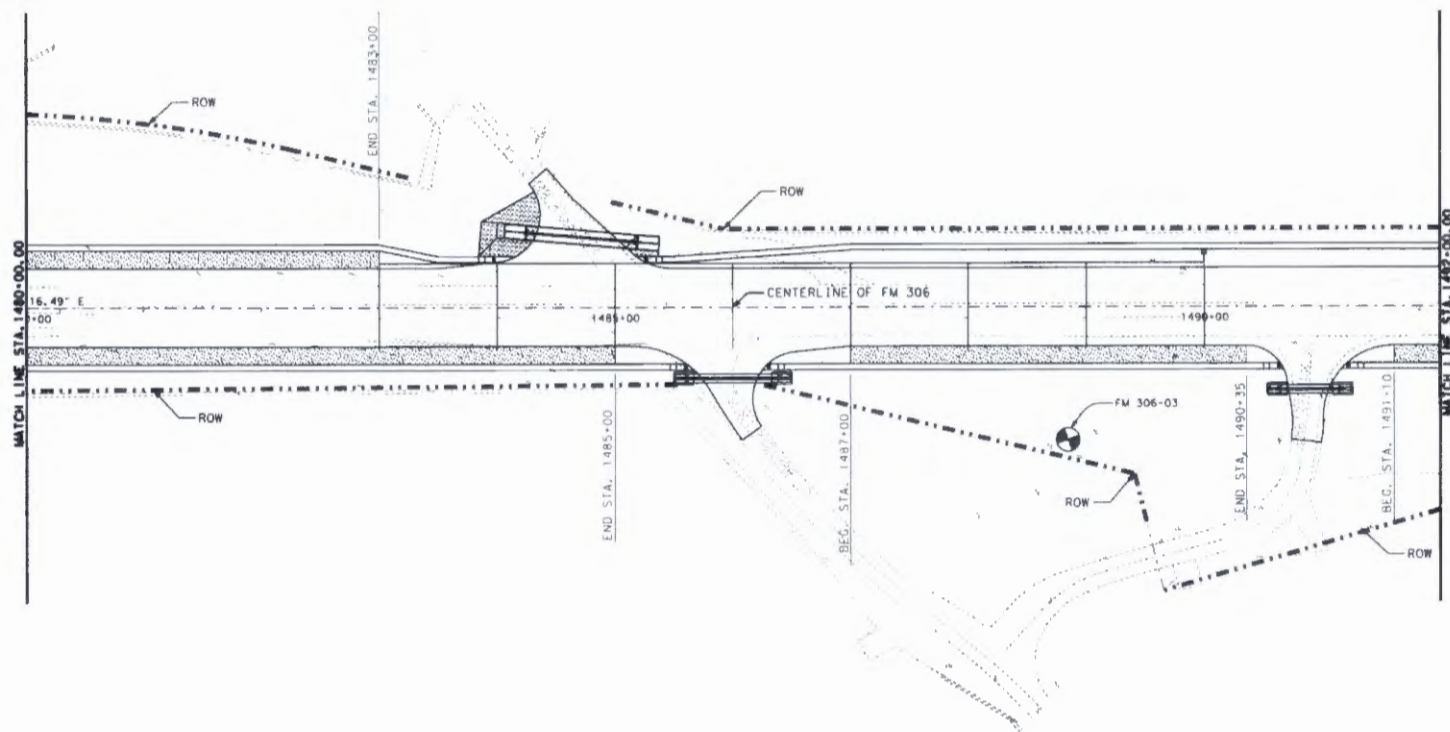 MATCH LINE STA. 1480+00.00
END STA. 1483+00
ROW
ROW
MATCH LINE STA. 1492+00.00
16.49" E
CENTERLINE OF FM 306
0+00
1485+00
1490+00
ROW
FM 306-03
END STA. 1485+00
BEG. STA. 1487+00
ROW
END STA. 1490+35
BEG. STA. 1491+10
ROW